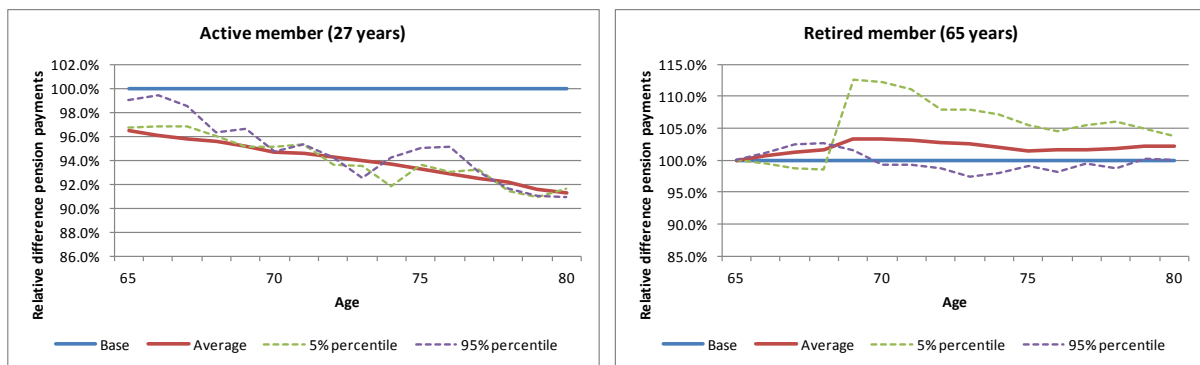 Active member (27 years)
Relative difference pension payments
102.0%
100.0%
98.0%
96.0%
94.0%
92.0%
90.0%
88.0%
86.0%
65 70 75 80
Age
Base Average 5% percentile 95% percentile
Retired member (65 years)
Relative difference pension payments
115.0%
110.0%
105.0%
100.0%
95.0%
90.0%
85.0%
65 70 75 80
Age
Base Average 5% percentile 95% percentile